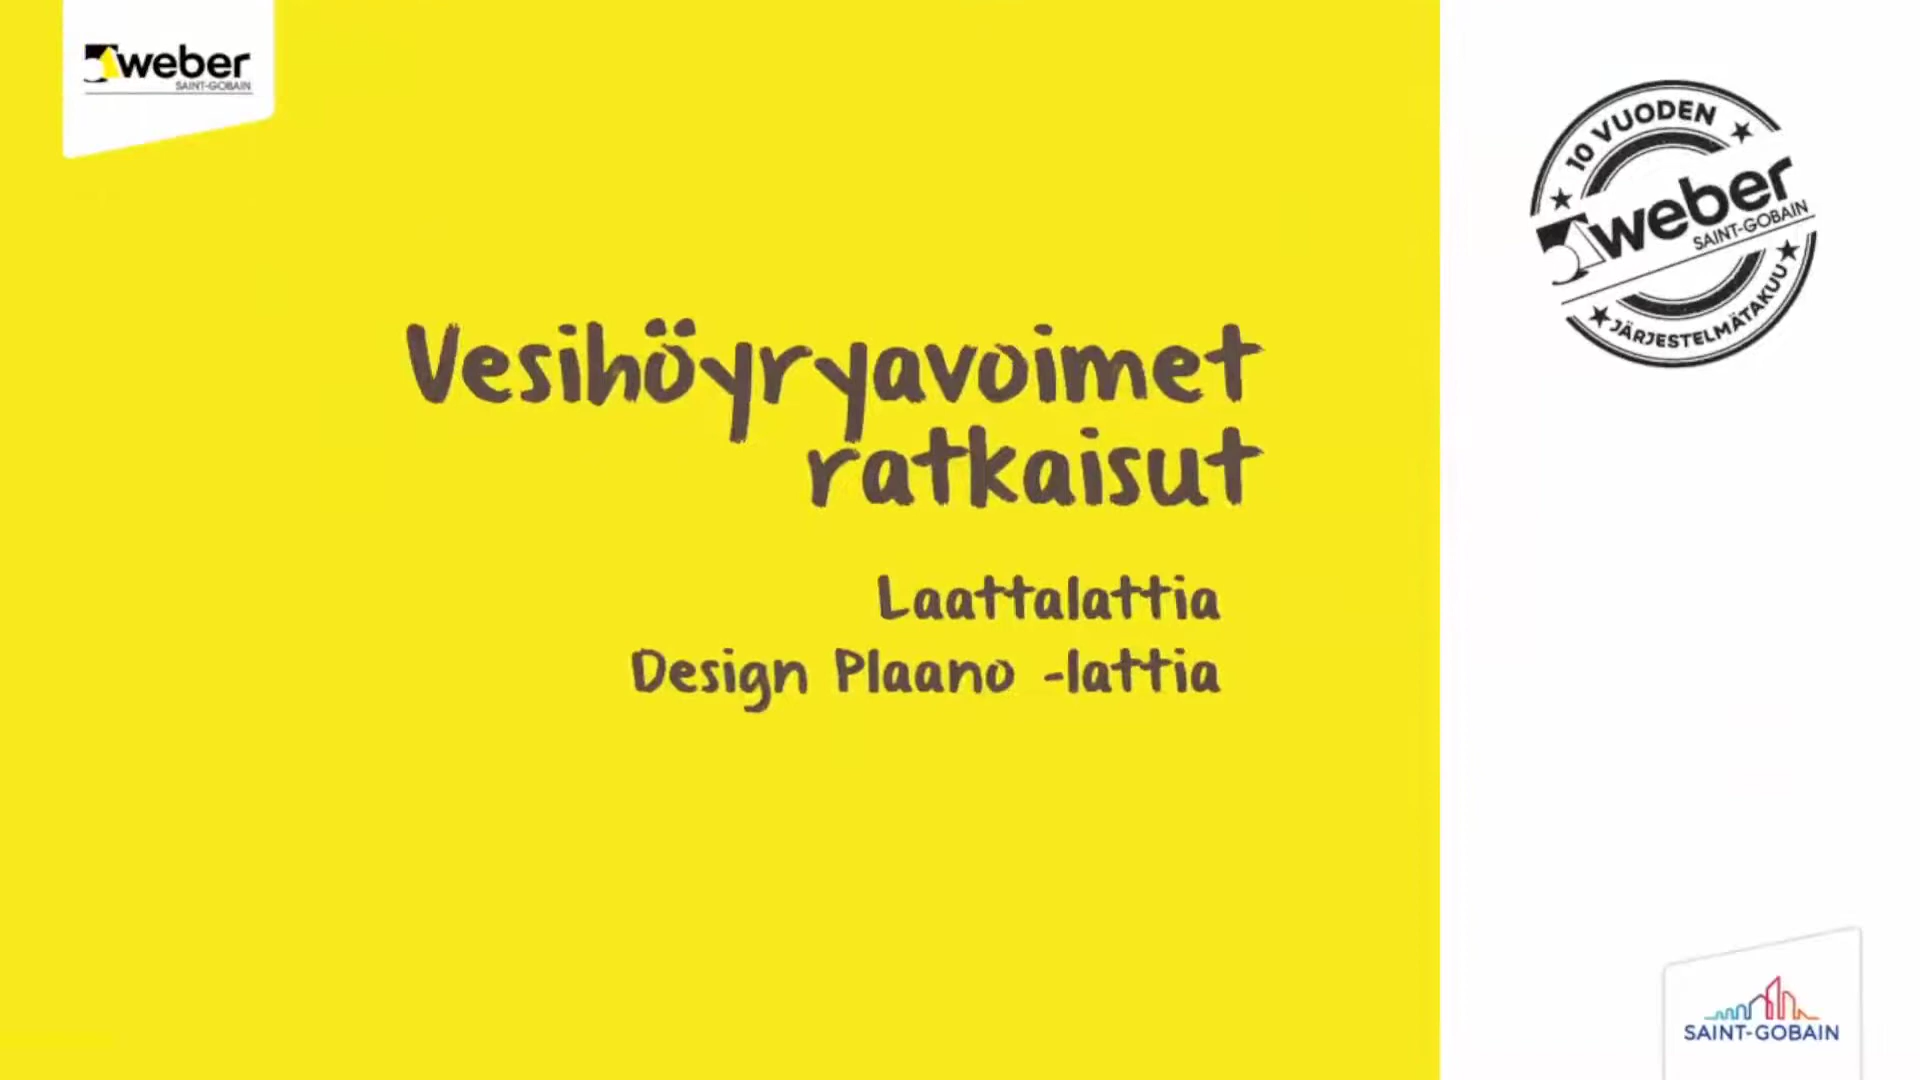 weber
SAINT-GOBAIN
10 VUODEN
weber
SAINT-GOBAIN
JÄRJESTELMÄTAKUU
Vesihöyryavoimet
ratkaisut
Laattalattia
Design Plaano -lattia
SAINT-GOBAIN